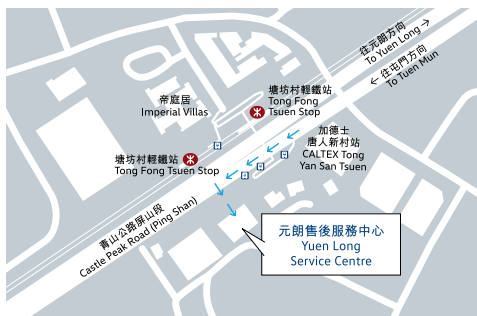 往元朗方向
To Yuen Long
往屯門方向
To Tuen Mun
帝庭居
Imperial Villas
塘坊村輕鐵站
Tong Fong
Tsuen Stop
加德士
唐人新村站
CALTEX Tong
Yan San Tsuen
塘坊村輕鐵站
Tong Fong Tsuen Stop
青山公路屏山段
Castle Peak Road (Ping Shan)
元朗售後服務中心
Yuen Long
Service Centre